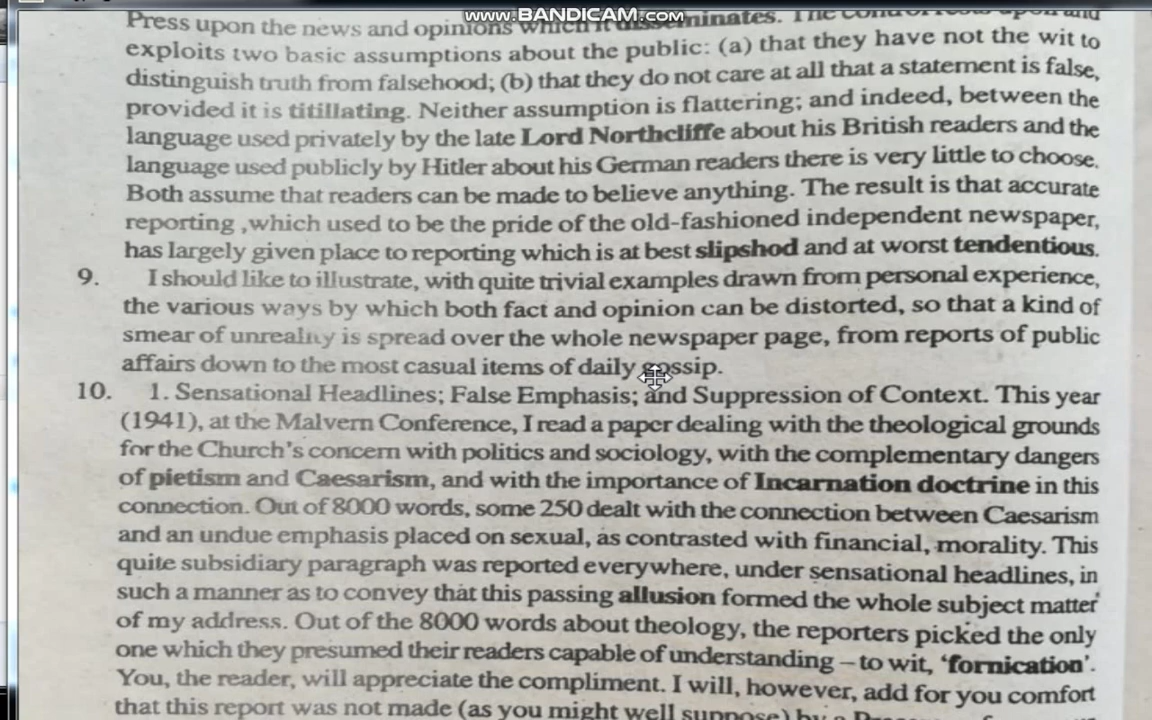 www.BANDICAM.com
Press upon the news and opinions which it disseminates. The control rests upon and
exploits two basic assumptions about the public: (a) that they have not the wit to
distinguish truth from falsehood; (b) that they do not care at all that a statement is false,
provided it is titillating. Neither assumption is flattering; and indeed, between the
language used privately by the late Lord Northcliffe about his British readers and the
language used publicly by Hitler about his German readers there is very little to choose.
Both assume that readers can be made to believe anything. The result is that accurate
reporting ,which used to be the pride of the old-fashioned independent newspaper,
has largely given place to reporting which is at best slipshod and at worst tendentious.
9. I should like to illustrate, with quite trivial examples drawn from personal experience,
the various ways by which both fact and opinion can be distorted, so that a kind of
smear of unreality is spread over the whole newspaper page, from reports of public
affairs down to the most casual items of daily gossip.
10. 1. Sensational Headlines; False Emphasis; and Suppression of Context. This year
(1941), at the Malvern Conference, I read a paper dealing with the theological grounds
for the Church's concern with politics and sociology, with the complementary dangers
of pietism and Caesarism, and with the importance of Incarnation doctrine in this
connection. Out of 8000 words, some 250 dealt with the connection between Caesarism
and an undue emphasis placed on sexual, as contrasted with financial, morality. This
quite subsidiary paragraph was reported everywhere, under sensational headlines, in
such a manner as to convey that this passing allusion formed the whole subject matter
of my address. Out of the 8000 words about theology, the reporters picked the only
one which they presumed their readers capable of understanding – to wit, 'fornication'.
You, the reader, will appreciate the compliment. I will, however, add for you comfort
that this report was not made (as you might well suppose) by a